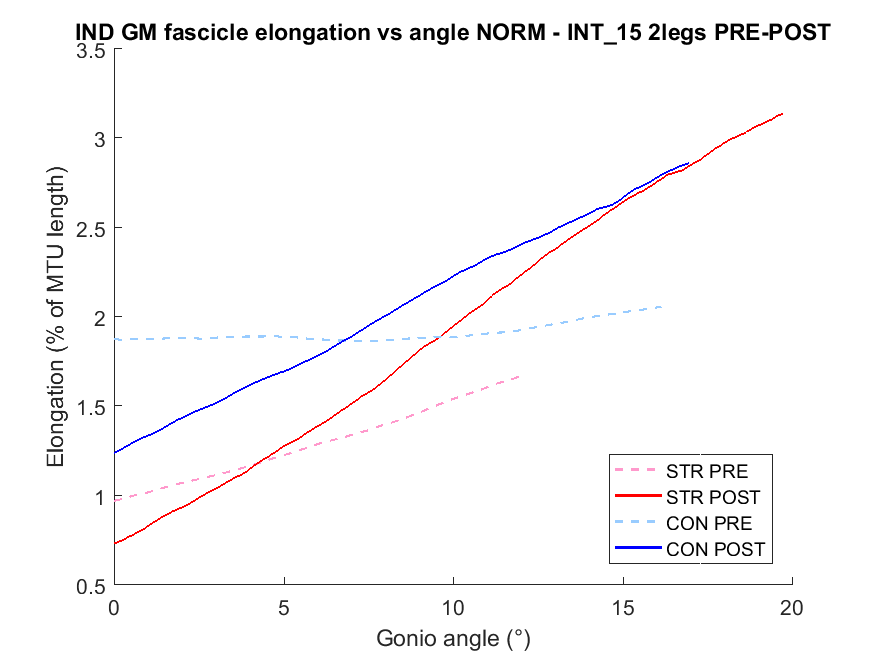 IND GM fascicle elongation vs angle NORM - INT_15 2legs PRE-POST
3.5
3
2.5
2
1.5
1
0.5
Elongation (% of MTU length)
0
5
10
15
20
Gonio angle (°)
STR PRE
STR POST
CON PRE
CON POST